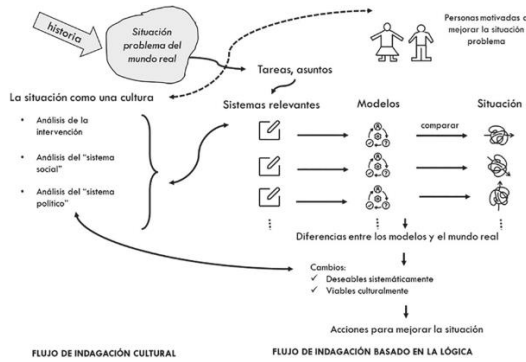 historia
Situación
problema del
mundo real
Personas motivadas a
mejorar la situación
problema
Tareas, asuntos
La situación como una cultura
Sistemas relevantes
Modelos
Situación
• Análisis de la
intervención
• Análisis del "sistema
social"
• Análisis del "sistema
político"
comparar
Diferencias entre los modelos y el mundo real
Cambios:
✓ Deseables sistemáticamente
✓ Viables culturalmente
Acciones para mejorar la situación
FLUJO DE INDAGACIÓN CULTURAL
FLUJO DE INDAGACIÓN BASADO EN LA LÓGICA